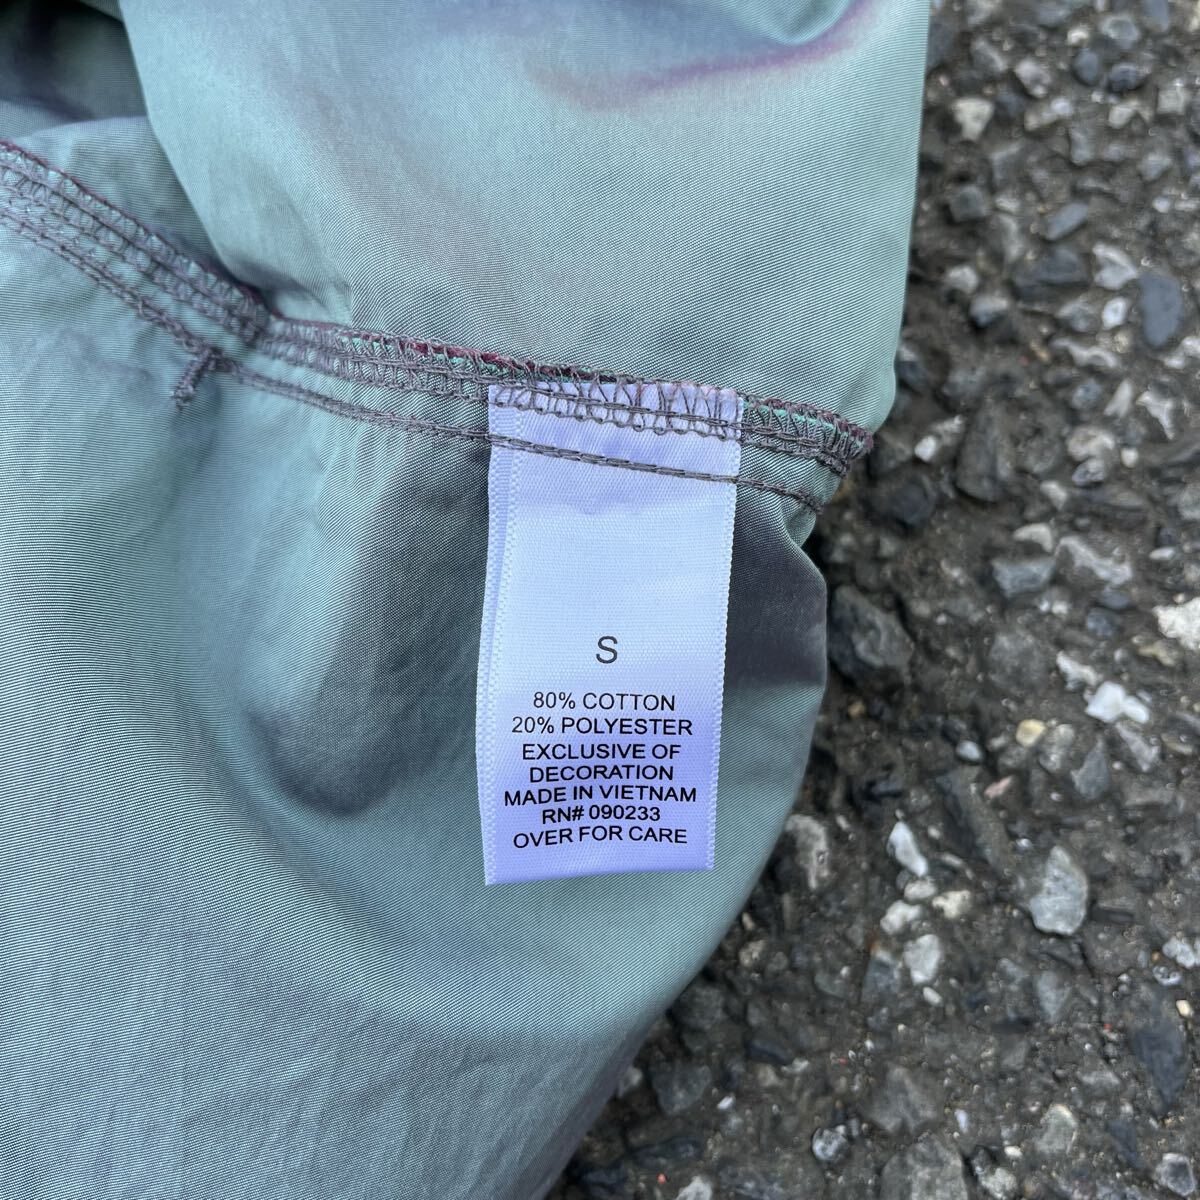 S
80% COTTON
20% POLYESTER
EXCLUSIVE OF
DECORATION
MADE IN VIETNAM
RN# 090233
OVER FOR CARE